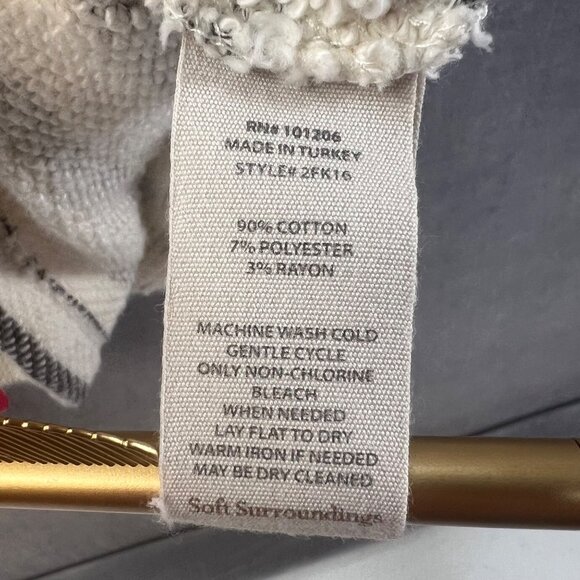 RN# 101206
MADE IN TURKEY
STYLE# 2FK16
90% COTTON
7% POLYESTER
3% RAYON
MACHINE WASH COLD
GENTLE CYCLE
ONLY NON-CHLORINE
BLEACH
WHEN NEEDED
LAY FLAT TO DRY
WARM IRON IF NEEDED
MAY BE DRY CLEANED
Soft Surroundings